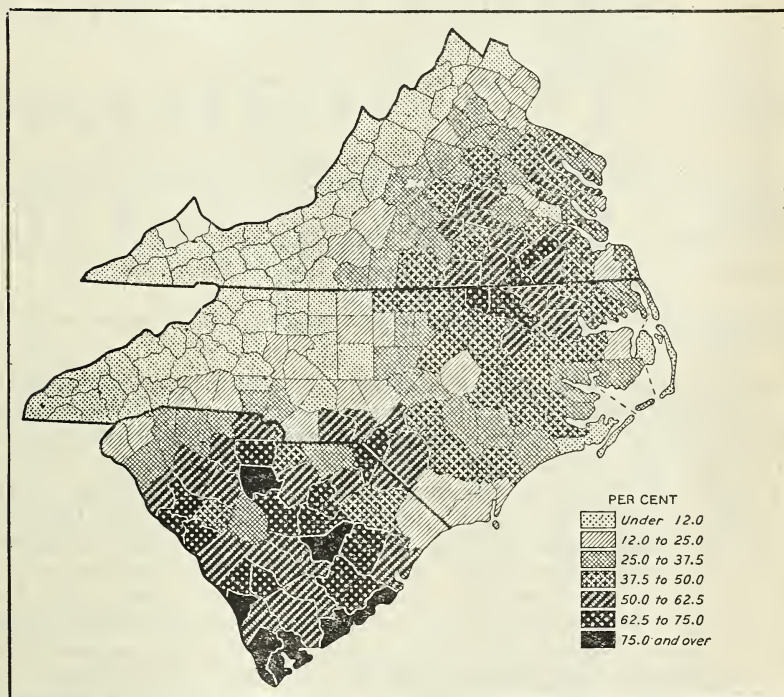 PER CENT
Under 12.0
12.0 to 25.0
25.0 to 37.5
37.5 to 50.0
50.0 to 62.5
62.5 to 75.0
75.0 and over